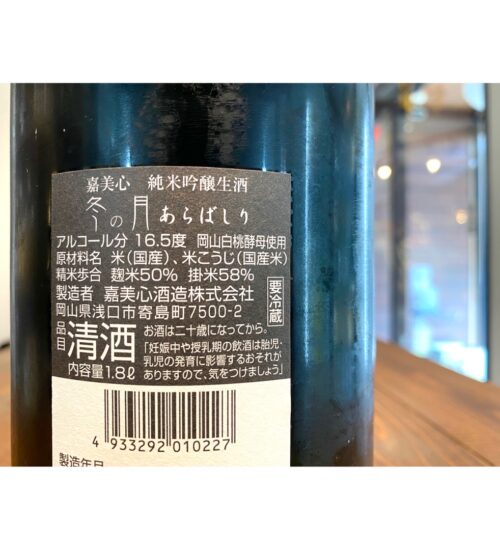 嘉美心 純米吟醸生酒
冬の月 あらばしり
アルコール分 16.5度 岡山白桃酵母使用
原材料名 米(国産)、米こうじ(国産米)
精米歩合 麹米50% 掛米58%
製造者 嘉美心酒造株式会社
岡山県浅口市寄島町7500-2
要冷蔵
品目 清酒
お酒は二十歳になってから。
「妊娠中や授乳期の飲酒は胎児・
乳児の発育に影響するおそれが
ありますので、気をつけましょう」
内容量 1.8ℓ
4 933292 010227
製造年月